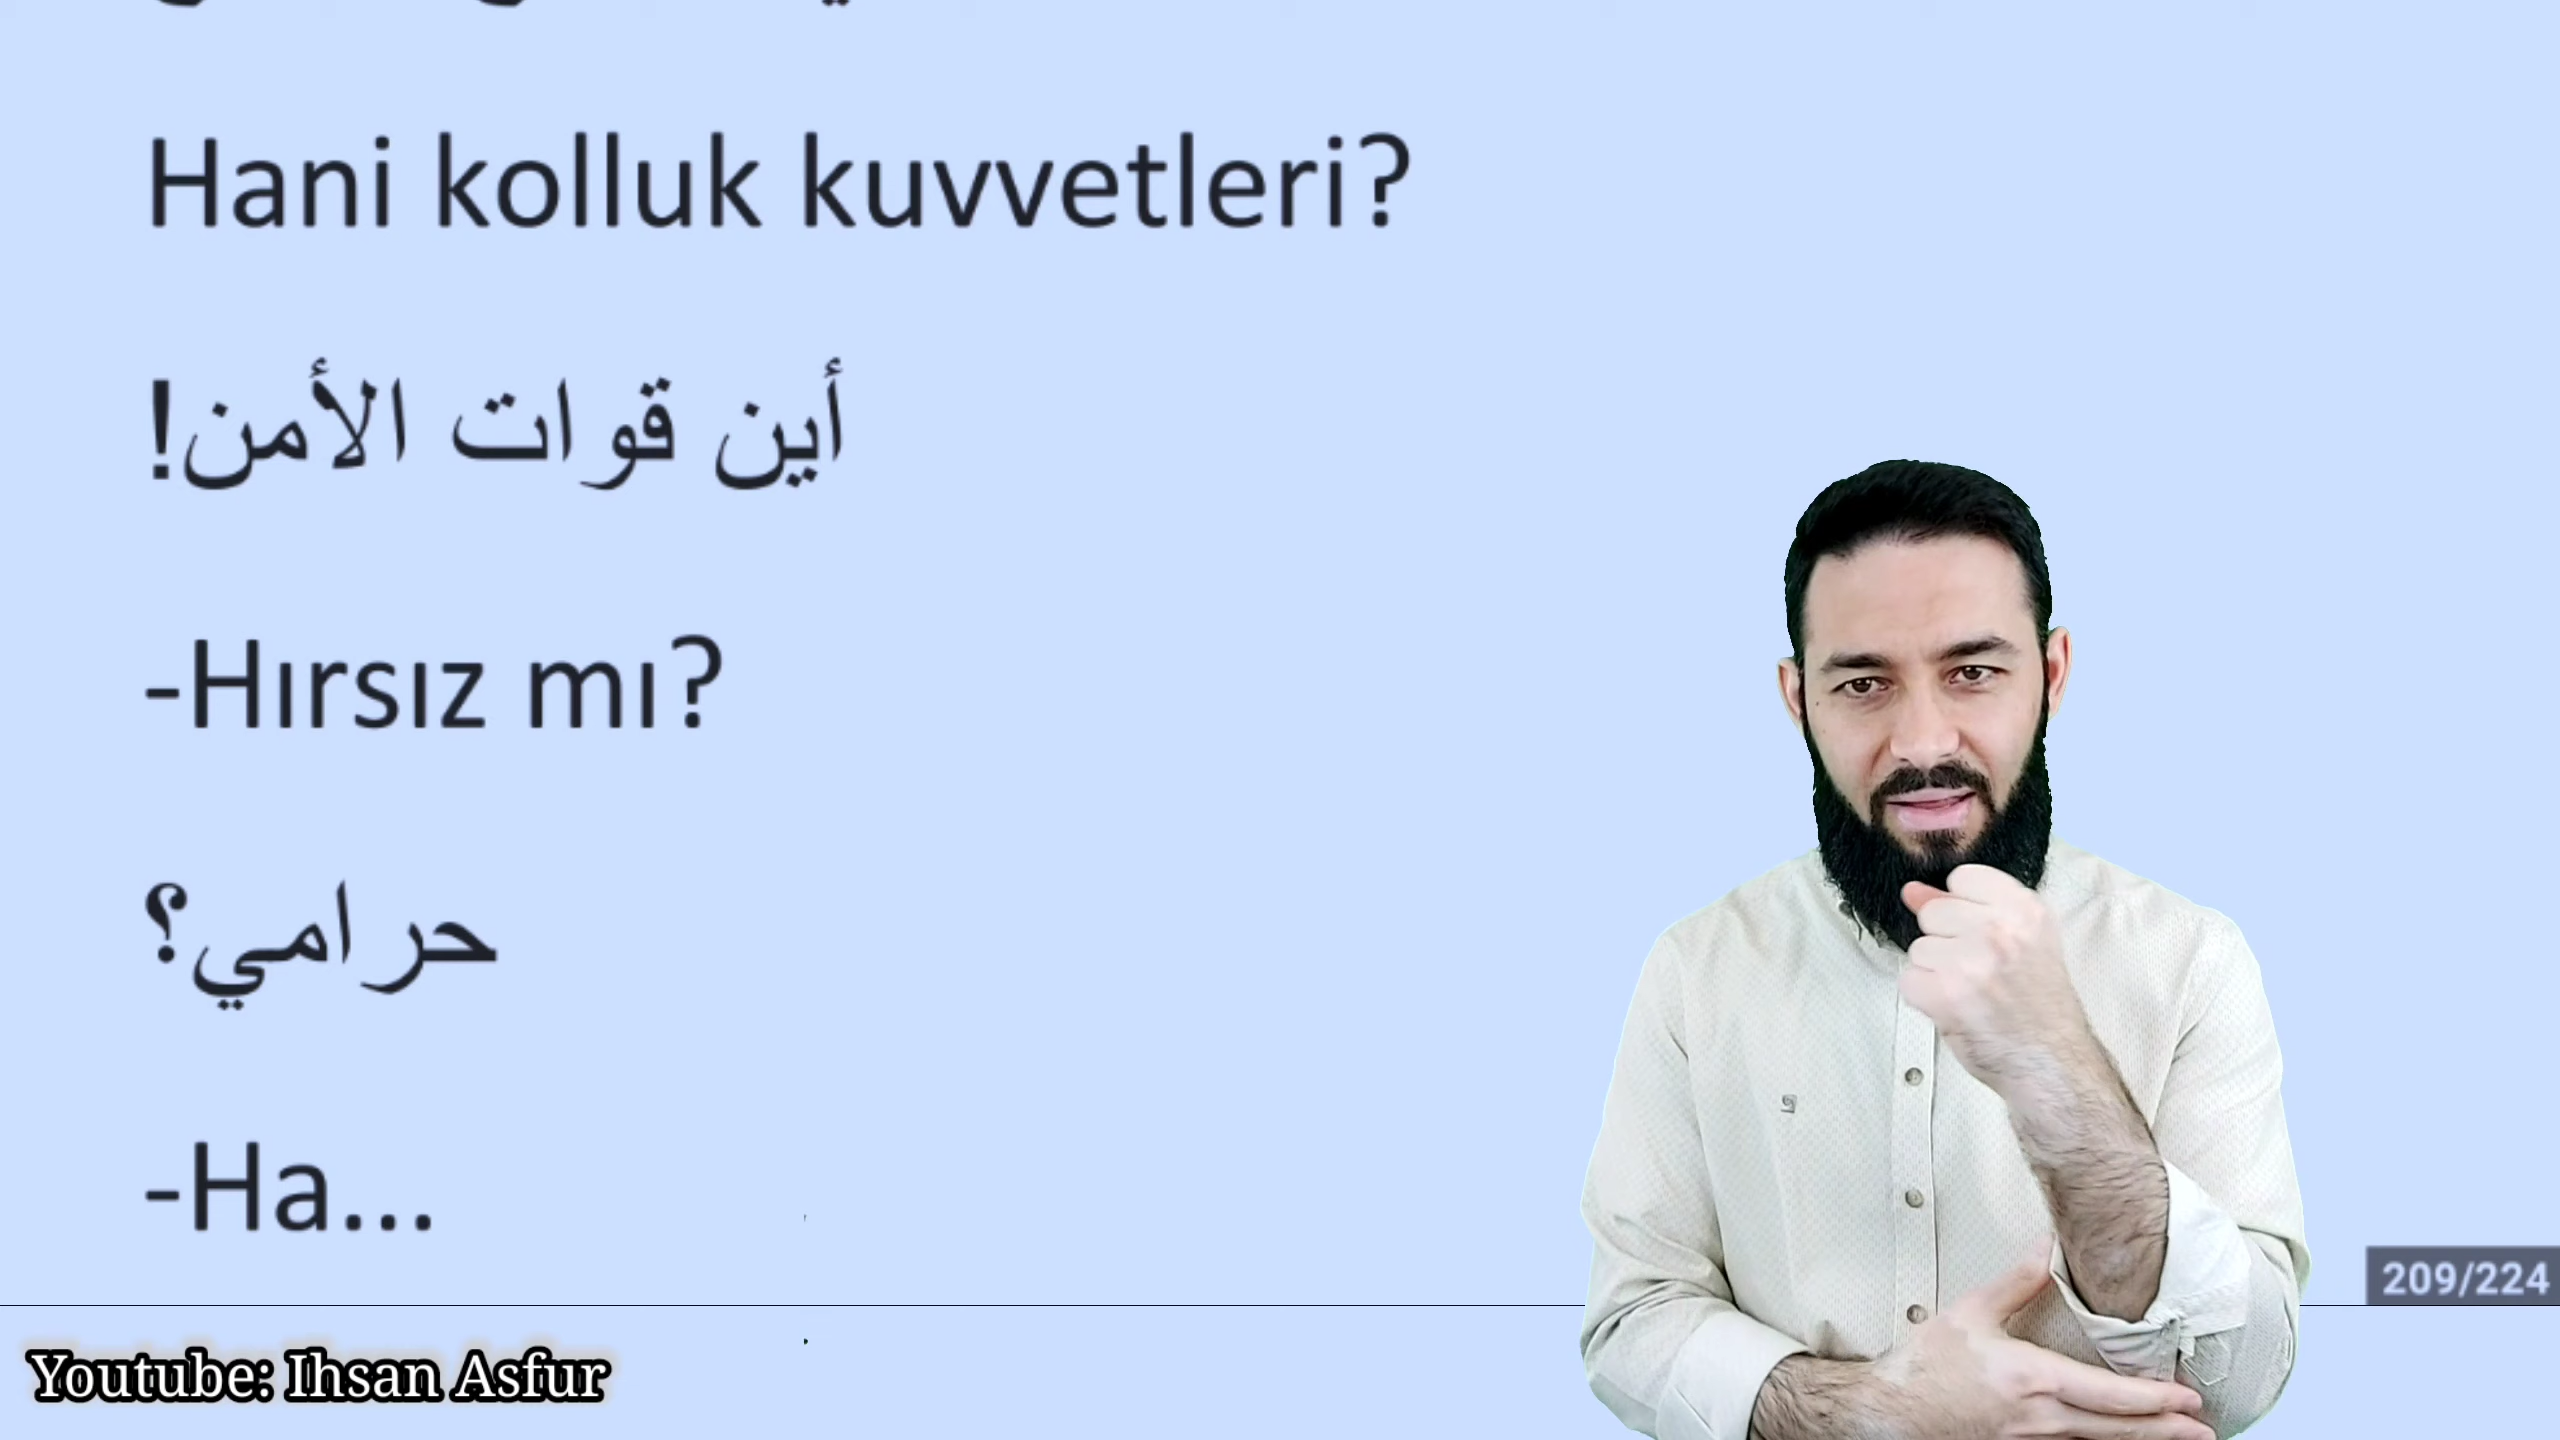 Hani kolluk kuvvetleri?
أين قوات الأمن!
-Hırsız mı?
حرامي؟
-Ha...
209/224
Youtube: Ihsan Asfur